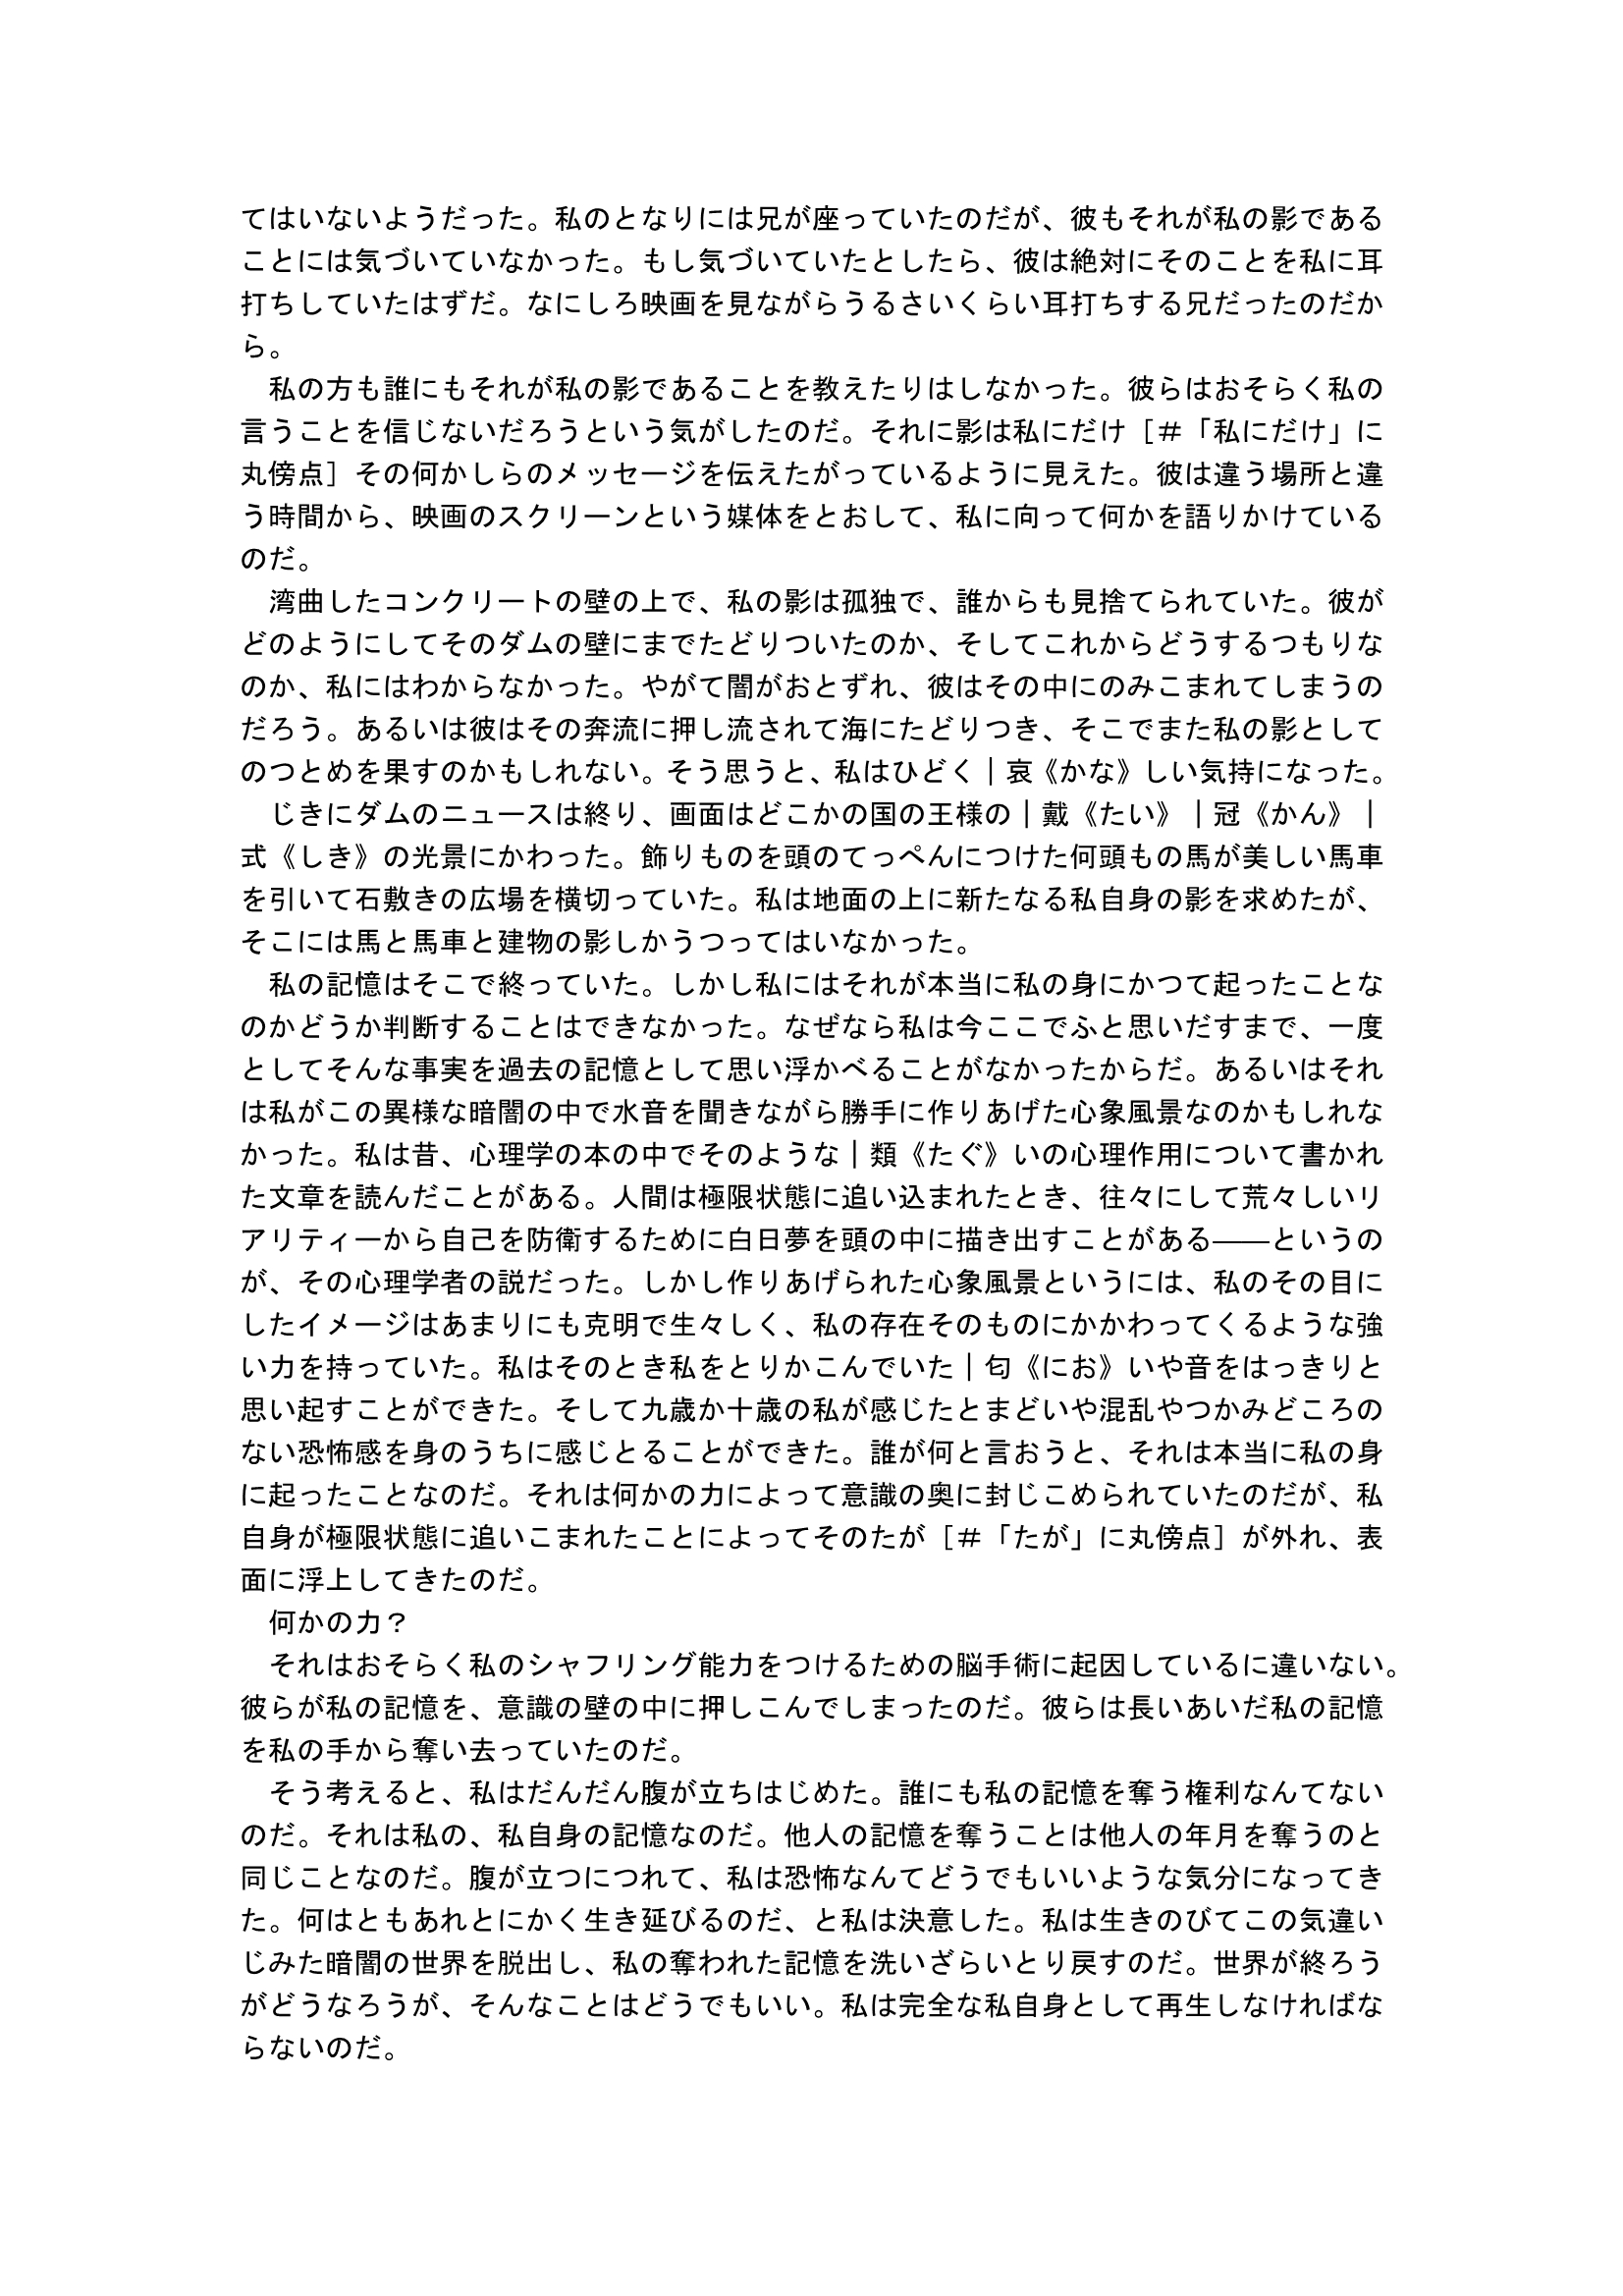 てはいないようだった。私のとなりには兄が座っていたのだが、彼もそれが私の影である
ことには気づいていなかった。もし気づいていたとしたら、彼は絶対にそのことを私に耳
打ちしていたはずだ。なにしろ映画を見ながらうるさいくらい耳打ちする兄だったのだか
ら。
　私の方も誰にもそれが私の影であることを教えたりはしなかった。彼らはおそらく私の
言うことを信じないだろうという気がしたのだ。それに影は私にだけ［＃「私にだけ」に
丸傍点］その何かしらのメッセージを伝えたがっているように見えた。彼は違う場所と違
う時間から、映画のスクリーンという媒体をとおして、私に向って何かを語りかけている
のだ。
　湾曲したコンクリートの壁の上で、私の影は孤独で、誰からも見捨てられていた。彼が
どのようにしてそのダムの壁にまでたどりついたのか、そしてこれからどうするつもりな
のか、私にはわからなかった。やがて闇がおとずれ、彼はその中にのみこまれてしまうの
だろう。あるいは彼はその奔流に押し流されて海にたどりつき、そこでまた私の影として
のつとめを果すのかもしれない。そう思うと、私はひどく｜哀《かな》しい気持になった。
　じきにダムのニュースは終り、画面はどこかの国の王様の｜戴《たい》｜冠《かん》｜
式《しき》の光景にかわった。飾りものを頭のてっぺんにつけた何頭もの馬が美しい馬車
を引いて石敷きの広場を横切っていた。私は地面の上に新たなる私自身の影を求めたが、
そこには馬と馬車と建物の影しかうつってはいなかった。
　私の記憶はそこで終っていた。しかし私にはそれが本当に私の身にかつて起ったことな
のかどうか判断することはできなかった。なぜなら私は今ここでふと思いだすまで、一度
としてそんな事実を過去の記憶として思い浮かべることがなかったからだ。あるいはそれ
は私がこの異様な暗闇の中で水音を聞きながら勝手に作りあげた心象風景なのかもしれな
かった。私は昔、心理学の本の中でそのような｜類《たぐ》いの心理作用について書かれ
た文章を読んだことがある。人間は極限状態に追い込まれたとき、往々にして荒々しいリ
アリティーから自己を防衛するために白日夢を頭の中に描き出すことがある――というの
が、その心理学者の説だった。しかし作りあげられた心象風景というには、私のその目に
したイメージはあまりにも克明で生々しく、私の存在そのものにかかわってくるような強
い力を持っていた。私はそのとき私をとりかこんでいた｜匂《にお》いや音をはっきりと
思い起すことができた。そして九歳か十歳の私が感じたとまどいや混乱やつかみどころの
ない恐怖感を身のうちに感じとることができた。誰が何と言おうと、それは本当に私の身
に起ったことなのだ。それは何かの力によって意識の奥に封じこめられていたのだが、私
自身が極限状態に追いこまれたことによってそのたが［＃「たが」に丸傍点］が外れ、表
面に浮上してきたのだ。
　何かの力？
　それはおそらく私のシャフリング能力をつけるための脳手術に起因しているに違いない。
彼らが私の記憶を、意識の壁の中に押しこんでしまったのだ。彼らは長いあいだ私の記憶
を私の手から奪い去っていたのだ。
　そう考えると、私はだんだん腹が立ちはじめた。誰にも私の記憶を奪う権利なんてない
のだ。それは私の、私自身の記憶なのだ。他人の記憶を奪うことは他人の年月を奪うのと
同じことなのだ。腹が立つにつれて、私は恐怖なんてどうでもいいような気分になってき
た。何はともあれとにかく生き延びるのだ、と私は決意した。私は生きのびてこの気違い
じみた暗闇の世界を脱出し、私の奪われた記憶を洗いざらいとり戻すのだ。世界が終ろう
がどうなろうが、そんなことはどうでもいい。私は完全な私自身として再生しなければな
らないのだ。